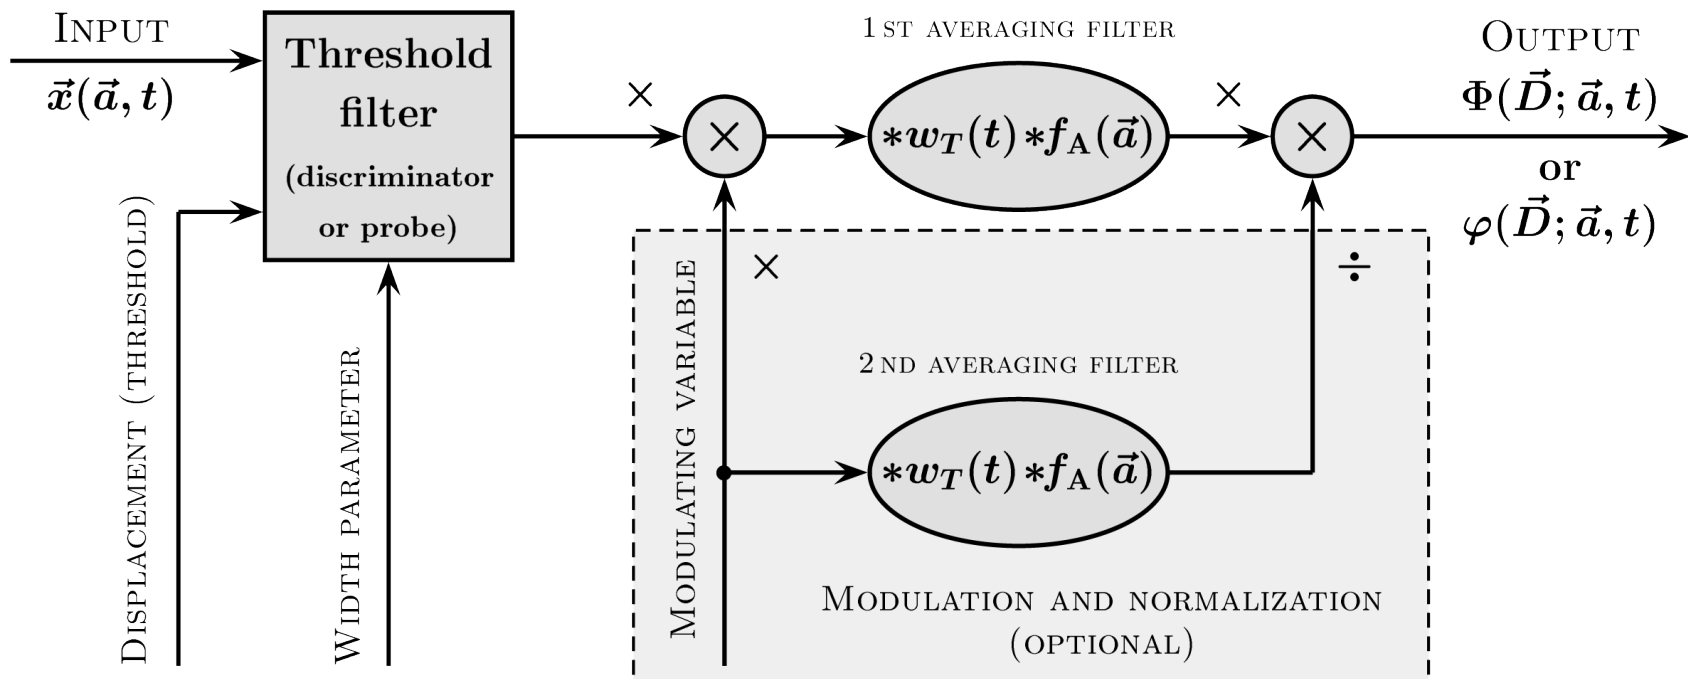 INPUT
x⃗(a⃗, t)
Threshold
filter
(discriminator
or probe)
DISPLACEMENT (THRESHOLD)
WIDTH PARAMETER
×
×
1ST AVERAGING FILTER
*w_T(t) *f_A(a⃗)
×
×
OUTPUT
Φ(D⃗; a⃗, t)
or
φ(D⃗; a⃗, t)
MODULATING VARIABLE
×
÷
2ND AVERAGING FILTER
*w_T(t) *f_A(a⃗)
MODULATION AND NORMALIZATION
(OPTIONAL)